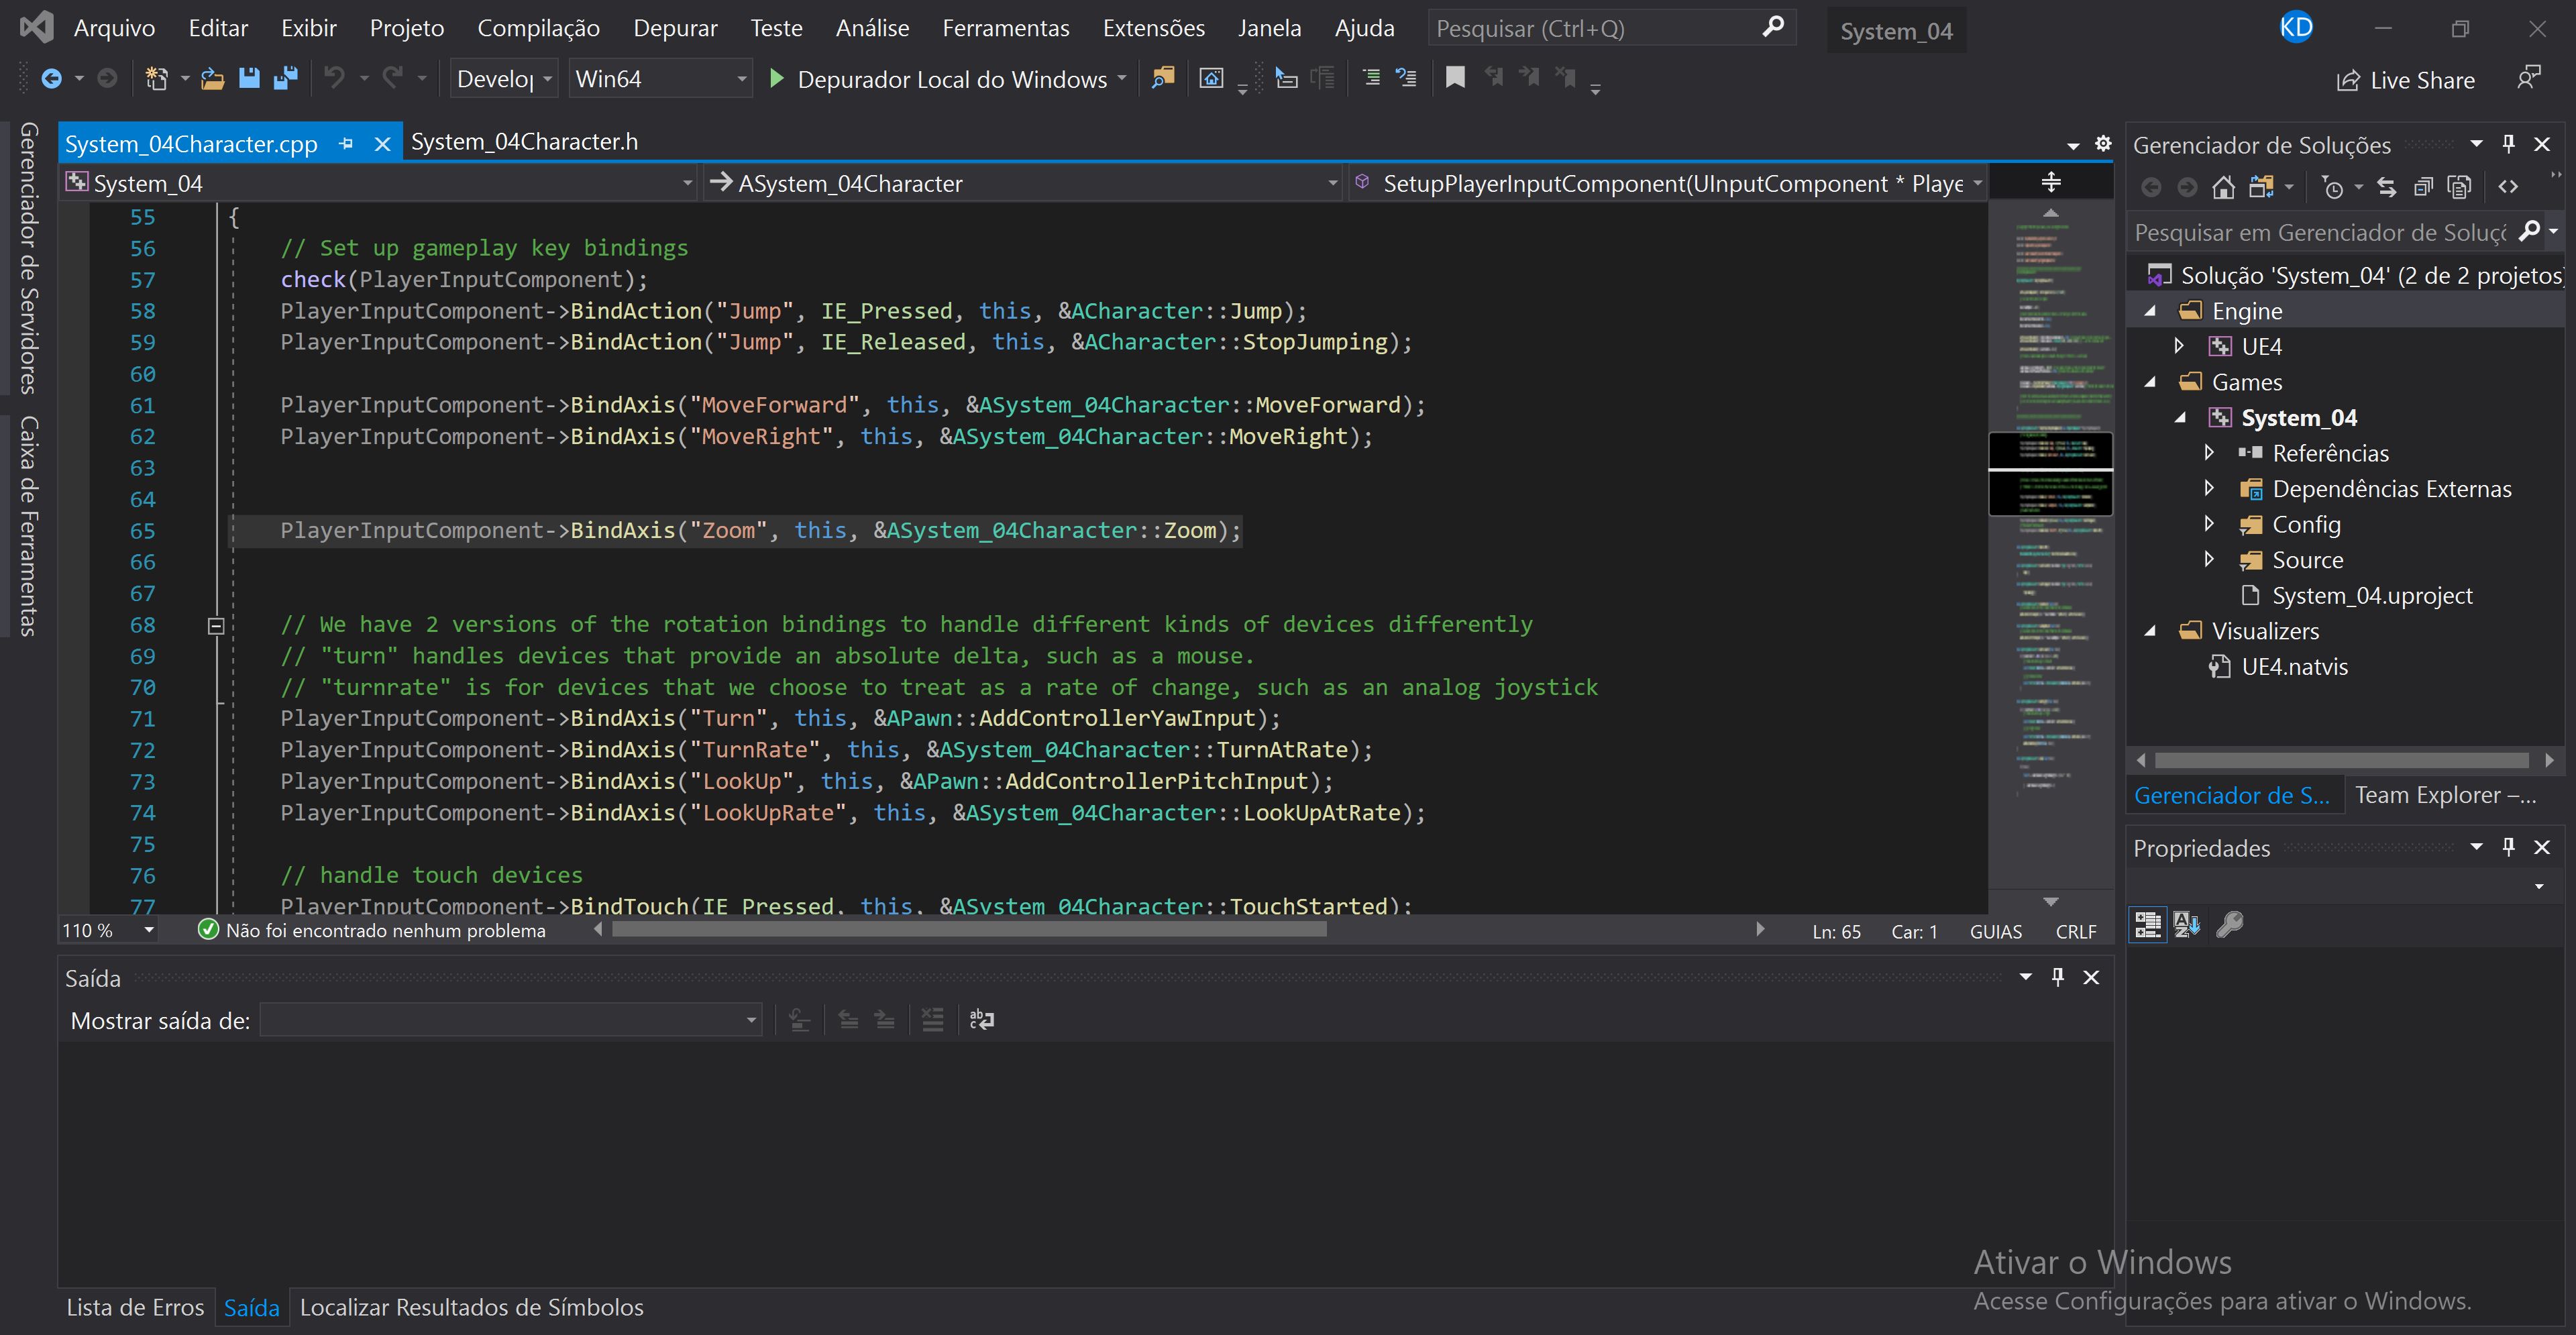 Arquivo Editar Exibir Projeto Compilação Depurar Teste Análise Ferramentas Extensões Janela Ajuda Pesquisar (Ctrl+Q) System_04 KD
Develo Win64 Depurador Local do Windows Live Share
Gerenciador de Servidores
Caixa de Ferramentas
System_04Character.cpp System_04Character.h
System_04 ASystem_04Character SetupPlayerInputComponent(UInputComponent * Playe
55 {
56 // Set up gameplay key bindings
57 check(PlayerInputComponent);
58 PlayerInputComponent->BindAction("Jump", IE_Pressed, this, &ACharacter::Jump);
59 PlayerInputComponent->BindAction("Jump", IE_Released, this, &ACharacter::StopJumping);
60
61 PlayerInputComponent->BindAxis("MoveForward", this, &ASystem_04Character::MoveForward);
62 PlayerInputComponent->BindAxis("MoveRight", this, &ASystem_04Character::MoveRight);
63
64
65 PlayerInputComponent->BindAxis("Zoom", this, &ASystem_04Character::Zoom);
66
67
68 // We have 2 versions of the rotation bindings to handle different kinds of devices differently
69 // "turn" handles devices that provide an absolute delta, such as a mouse.
70 // "turnrate" is for devices that we choose to treat as a rate of change, such as an analog joystick
71 PlayerInputComponent->BindAxis("Turn", this, &APawn::AddControllerYawInput);
72 PlayerInputComponent->BindAxis("TurnRate", this, &ASystem_04Character::TurnAtRate);
73 PlayerInputComponent->BindAxis("LookUp", this, &APawn::AddControllerPitchInput);
74 PlayerInputComponent->BindAxis("LookUpRate", this, &ASystem_04Character::LookUpAtRate);
75
76 // handle touch devices
77 PlayerInputComponent->BindTouch(IE_Pressed, this, &ASystem_04Character::TouchStarted);
110 % Não foi encontrado nenhum problema Ln: 65 Car: 1 GUIAS CRLF
Saída
Mostrar saída de:
Lista de Erros Saída Localizar Resultados de Símbolos
Gerenciador de Soluções
Pesquisar em Gerenciador de Soluçõ
Solução 'System_04' (2 de 2 projetos)
Engine
UE4
Games
System_04
Referências
Dependências Externas
Config
Source
System_04.uproject
Visualizers
UE4.natvis
Gerenciador de S... Team Explorer –...
Propriedades
Ativar o Windows
Acesse Configurações para ativar o Windows.